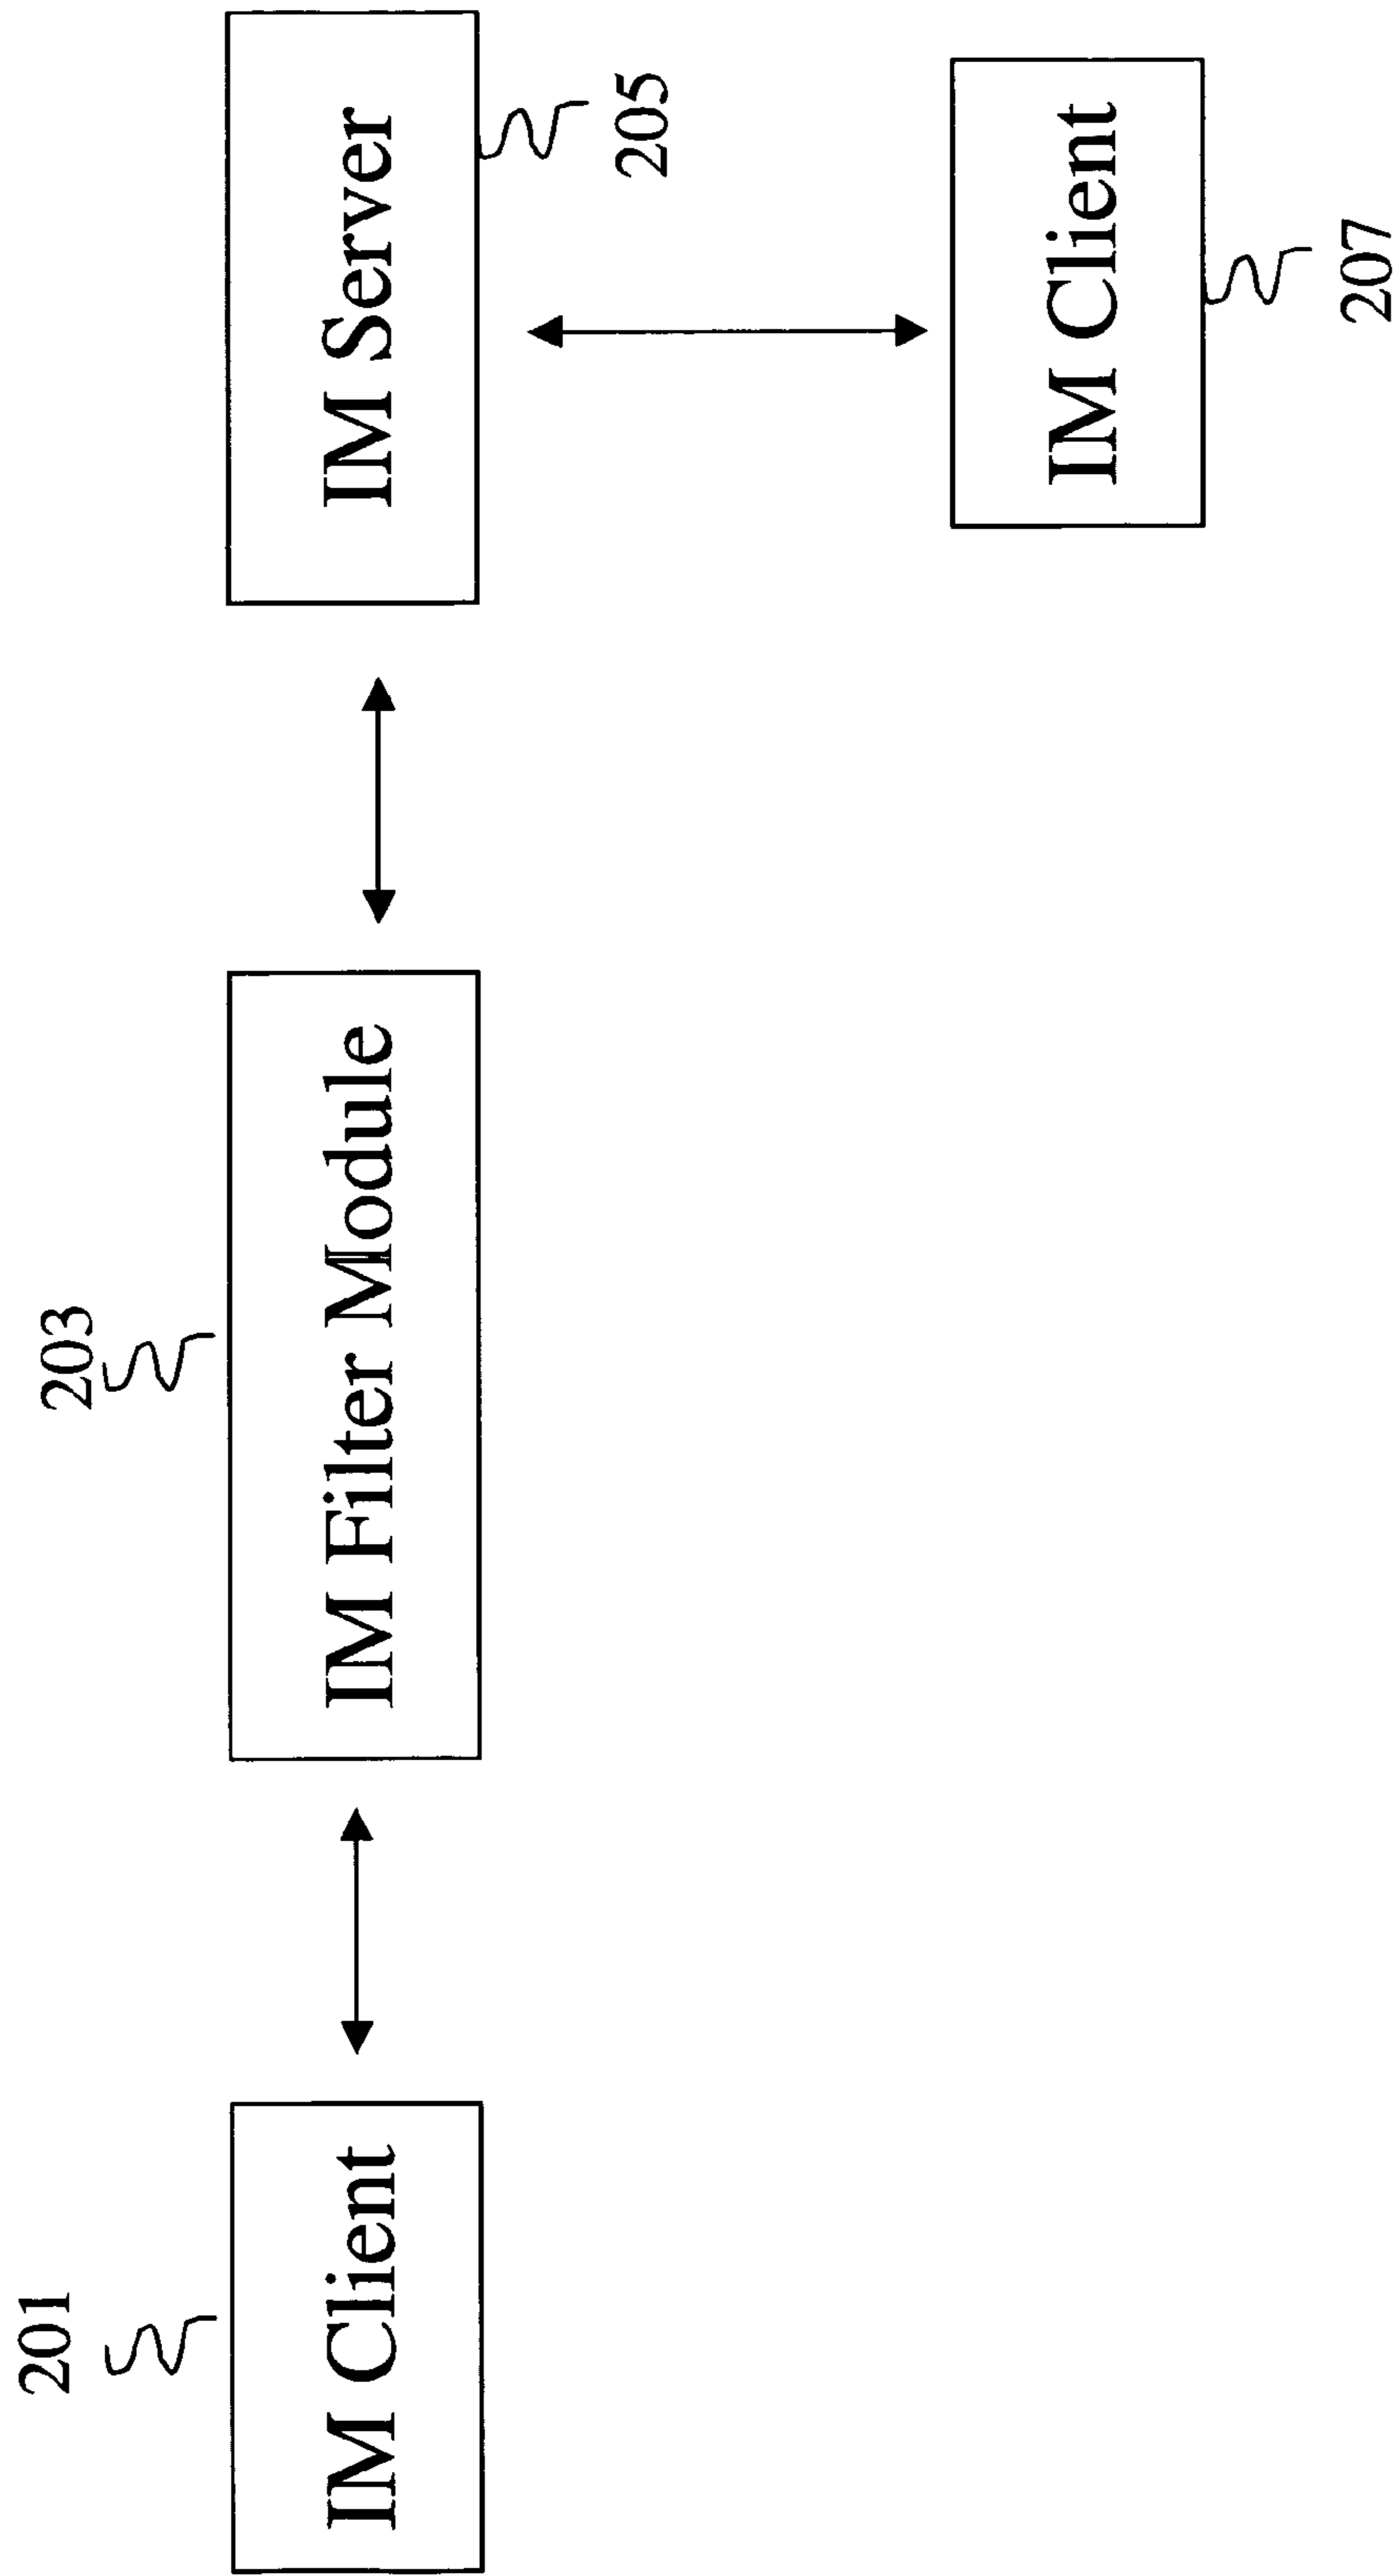 201
203
IM Client
IM Filter Module
IM Server
205
IM Client
207